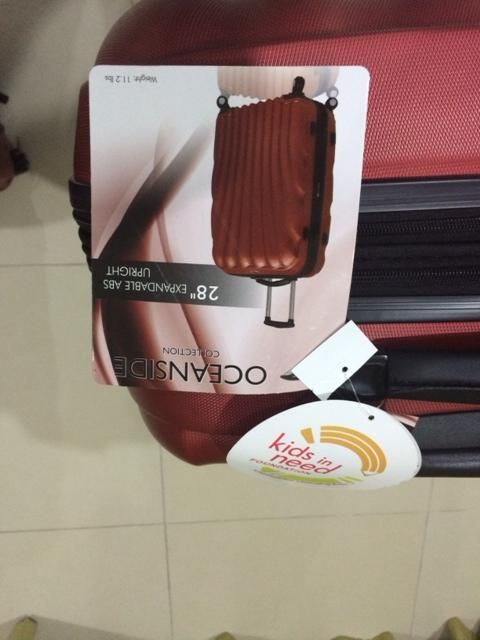 OCEANSIDE
COLLECTION
28" EXPANDABLE ABS
UPRIGHT
Weight: 11.2 lbs
kids in
need
FOUNDATION